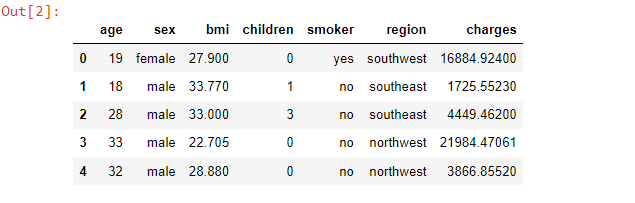 Out[2]:
age sex bmi children smoker region charges
0 19 female 27.900 0 yes southwest 16884.92400
1 18 male 33.770 1 no southeast 1725.55230
2 28 male 33.000 3 no southeast 4449.46200
3 33 male 22.705 0 no northwest 21984.47061
4 32 male 28.880 0 no northwest 3866.85520